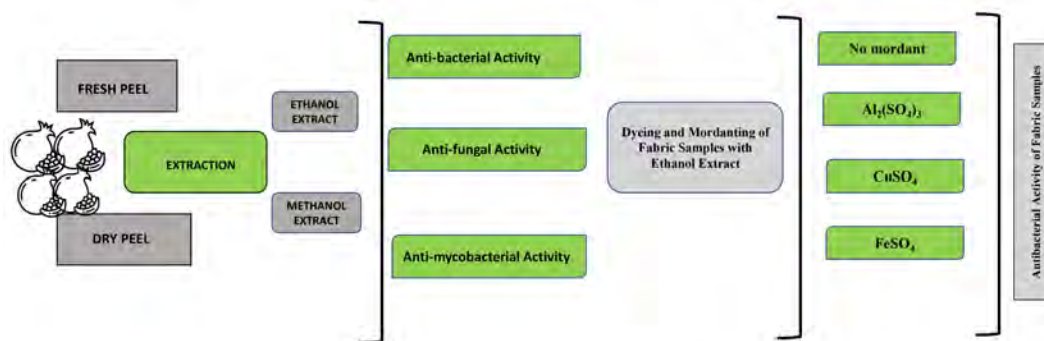 FRESH PEEL
EXTRACTION
DRY PEEL
ETHANOL
EXTRACT
METHANOL
EXTRACT
Anti-bacterial Activity
Anti-fungal Activity
Anti-mycobacterial Activity
Dyeing and Mordanting of
Fabric Samples with
Ethanol Extract
No mordant
Al₂(SO₄)₃
CuSO₄
FeSO₄
Antibacterial Activity of Fabric Samples